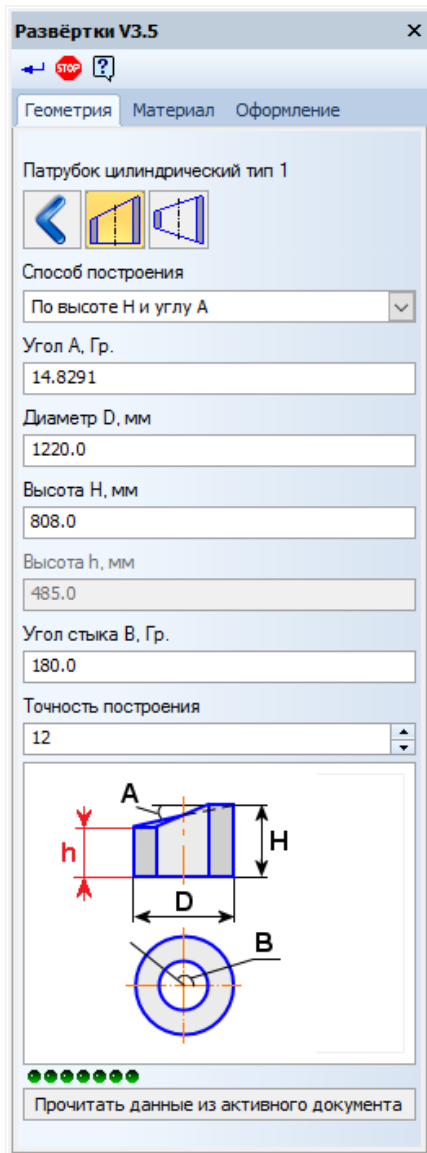 Развёртки V3.5
STOP
?
Геометрия Материал Оформление
Патрубок цилиндрический тип 1
Способ построения
По высоте H и углу A
Угол A, Гр.
14.8291
Диаметр D, мм
1220.0
Высота H, мм
808.0
Высота h, мм
485.0
Угол стыка B, Гр.
180.0
Точность построения
12
A
h
H
D
B
Прочитать данные из активного документа